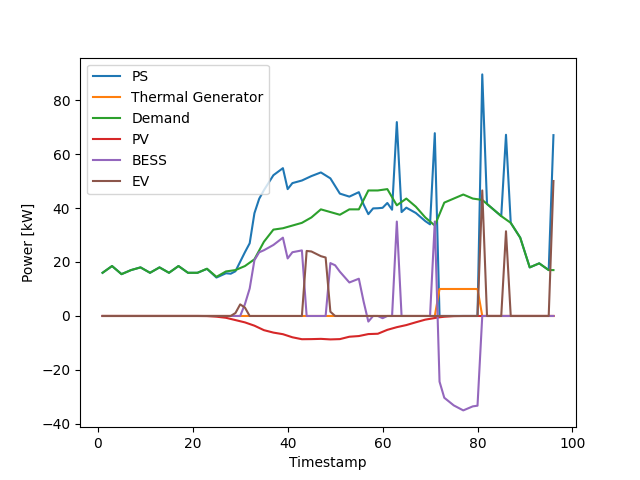 PS
Thermal Generator
Demand
PV
BESS
EV
Power [kW]
80
60
40
20
0
−20
−40
0 20 40 60 80 100
Timestamp